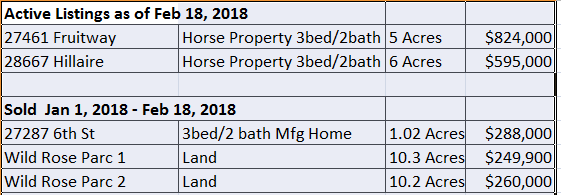 Active Listings as of Feb 18, 2018
27461 Fruitway Horse Property 3bed/2bath 5 Acres $824,000
28667 Hillaire Horse Property 3bed/2bath 6 Acres $595,000
Sold Jan 1, 2018 - Feb 18, 2018
27287 6th St 3bed/2 bath Mfg Home 1.02 Acres $288,000
Wild Rose Parc 1 Land 10.3 Acres $249,900
Wild Rose Parc 2 Land 10.2 Acres $260,000